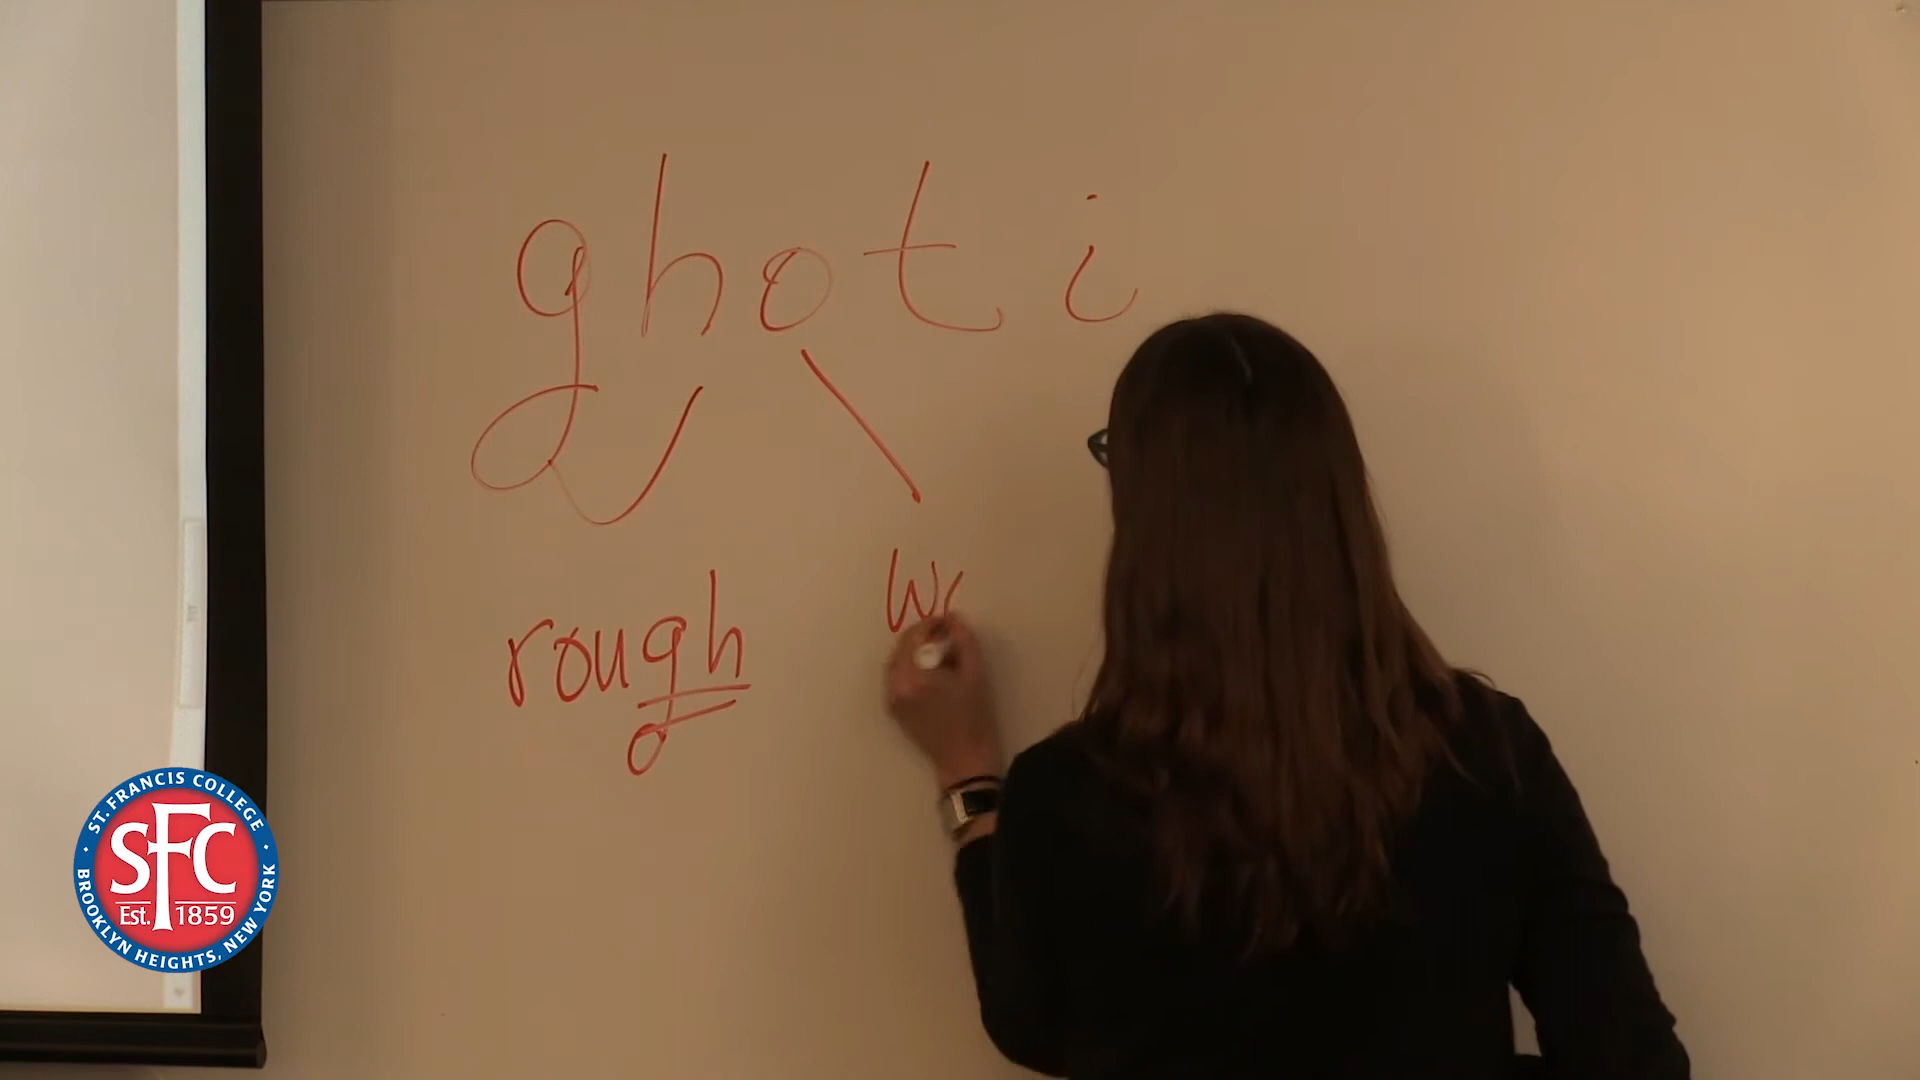 ghoti
rough
ST. FRANCIS COLLEGE
SFC
Est. 1859
BROOKLYN HEIGHTS, NEW YORK